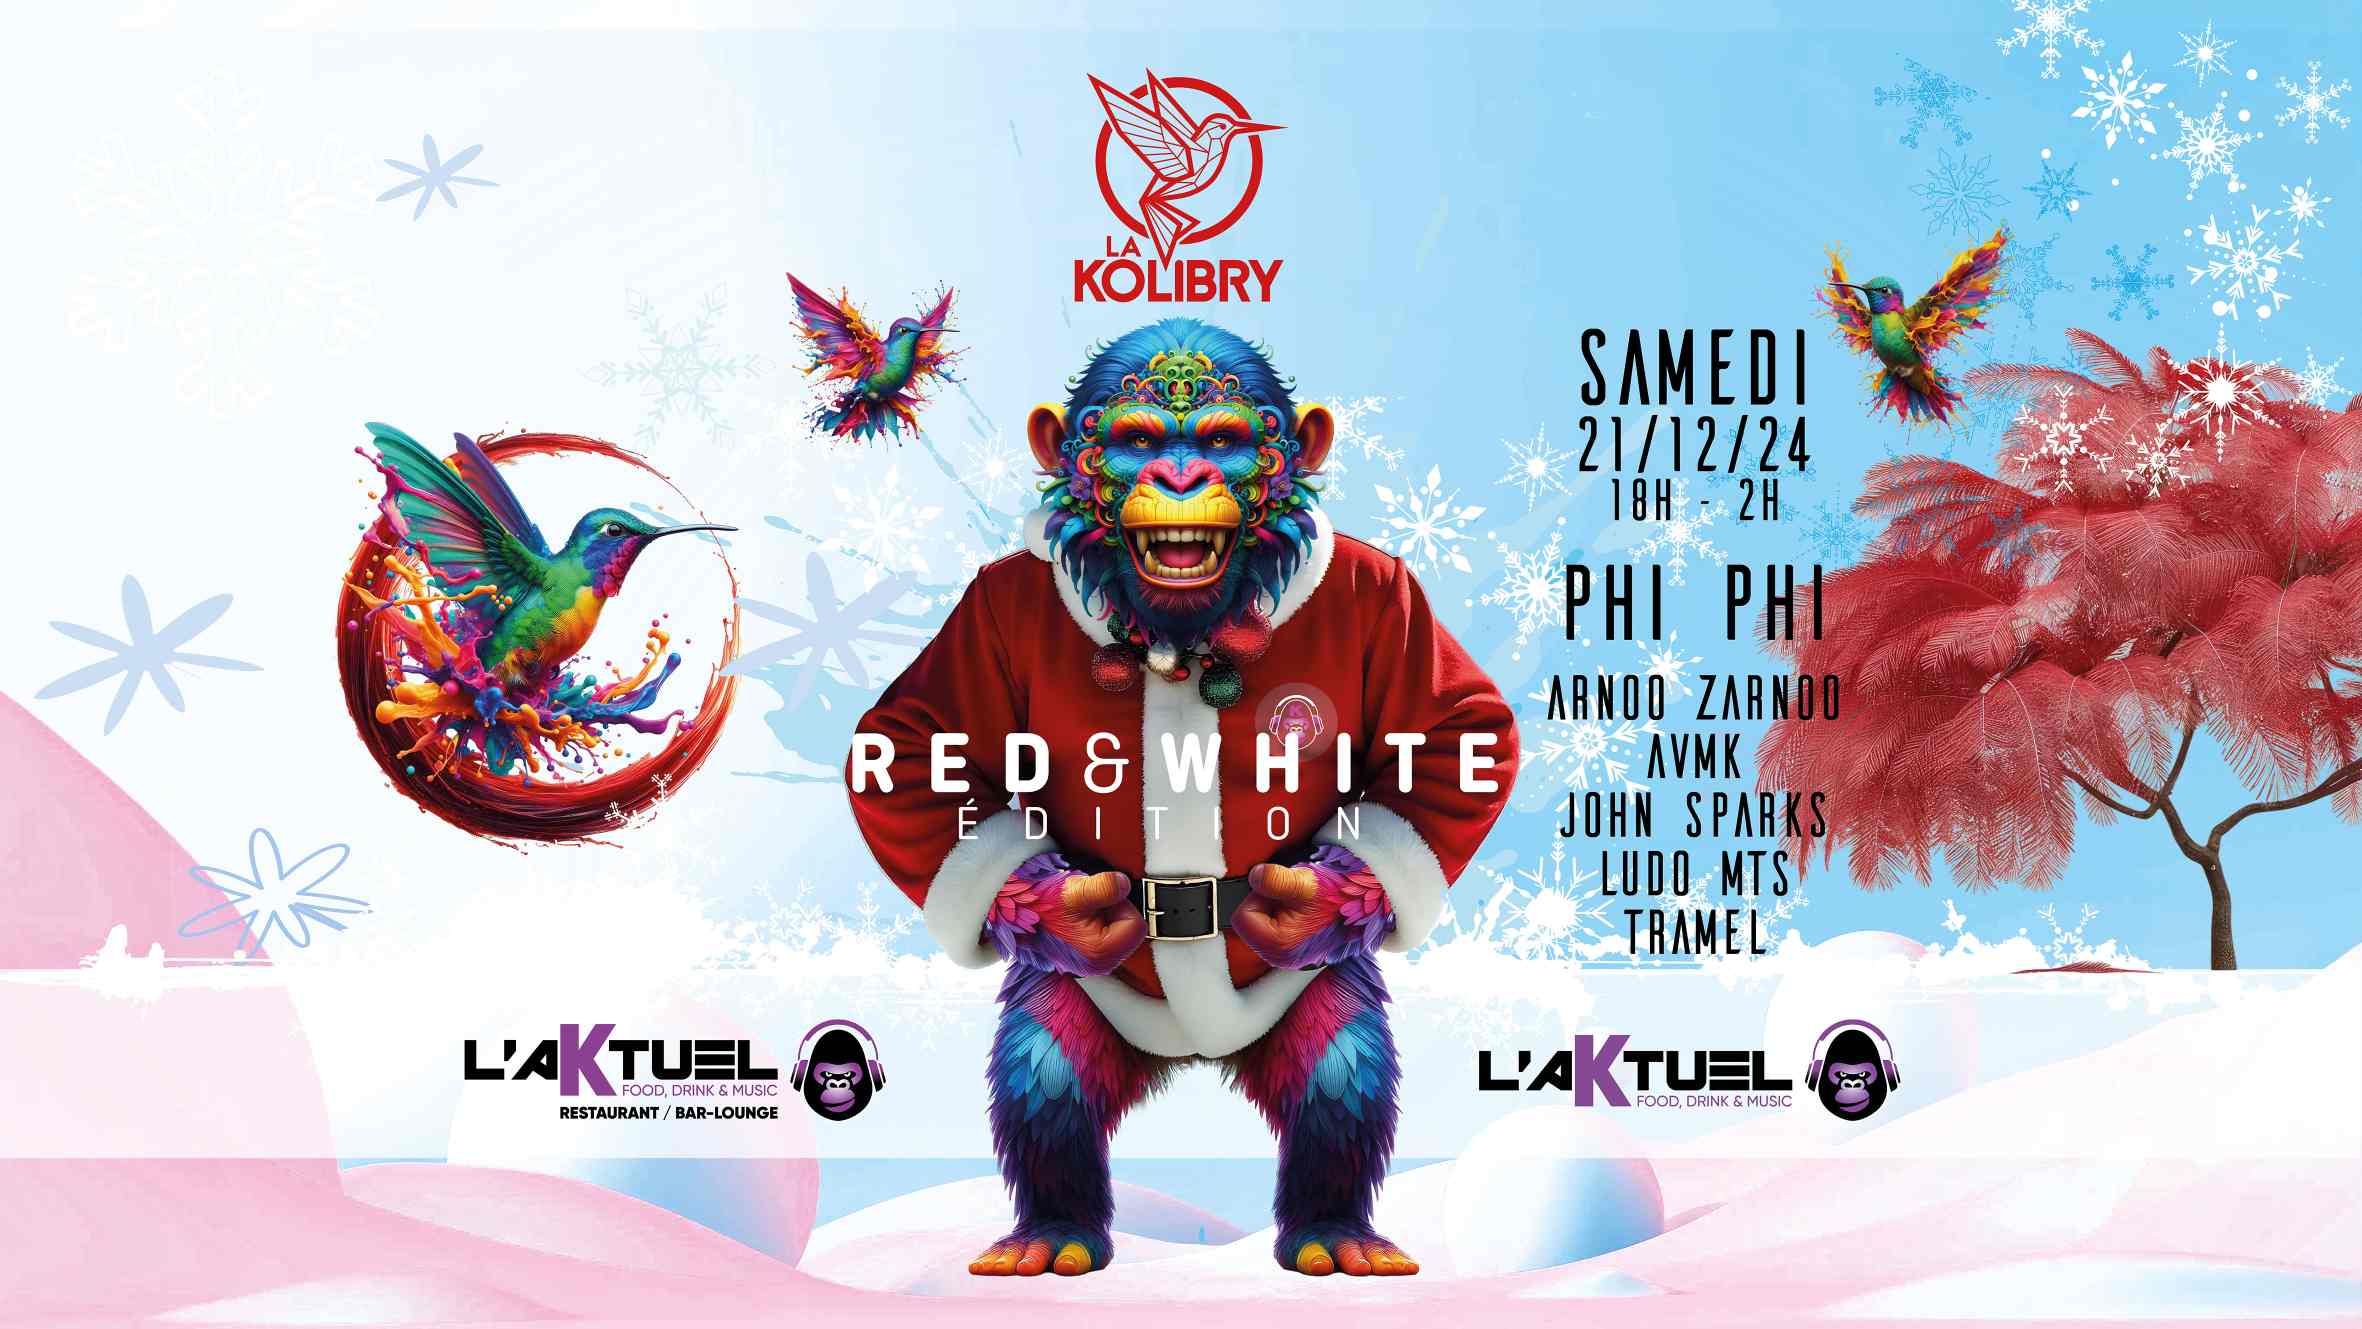 LA
KOLIBRY
SAMEDI
21/12/24
18H - 2H
PHI PHI
ARNOO ZARNOO
AVMK
JOHN SPARKS
LUDO MTS
TRAMEL
RED & WHITE
ÉDITION
L'AKTUEL
FOOD, DRINK & MUSIC
RESTAURANT / BAR-LOUNGE
L'AKTUEL
FOOD, DRINK & MUSIC